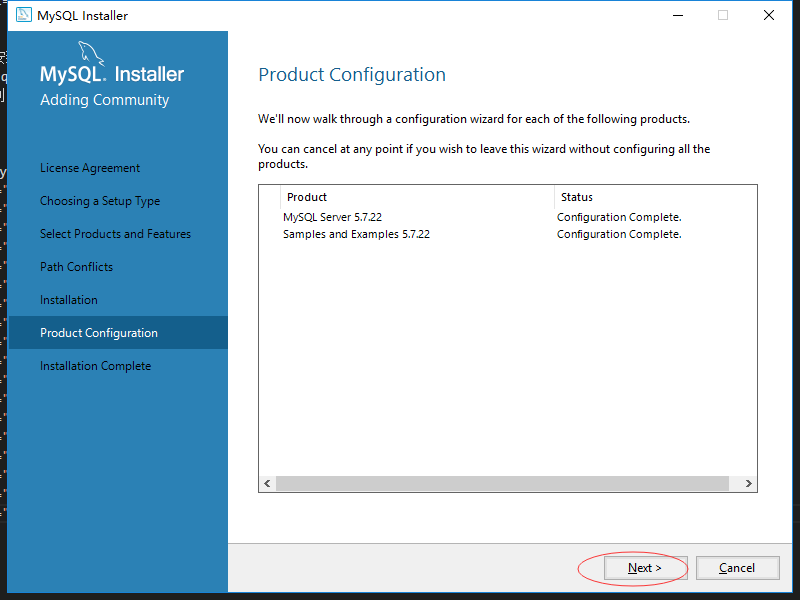 MySQL Installer
MySQL. Installer
Adding Community
License Agreement
Choosing a Setup Type
Select Products and Features
Path Conflicts
Installation
Product Configuration
Installation Complete
Product Configuration
We'll now walk through a configuration wizard for each of the following products.
You can cancel at any point if you wish to leave this wizard without configuring all the
products.
Product Status
MySQL Server 5.7.22 Configuration Complete.
Samples and Examples 5.7.22 Configuration Complete.
Next >
Cancel